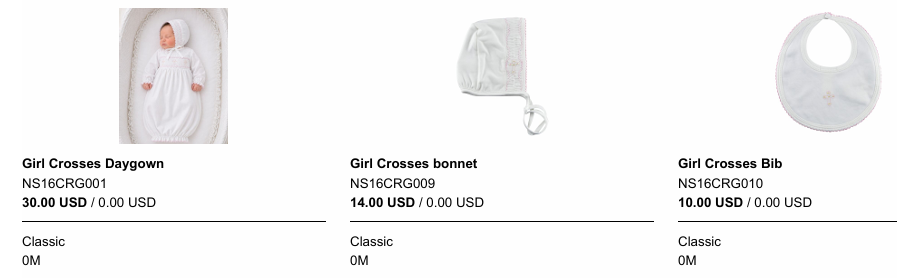 Girl Crosses Daygown
NS16CRG001
30.00 USD / 0.00 USD
Classic
0M
Girl Crosses bonnet
NS16CRG009
14.00 USD / 0.00 USD
Classic
0M
Girl Crosses Bib
NS16CRG010
10.00 USD / 0.00 USD
Classic
0M